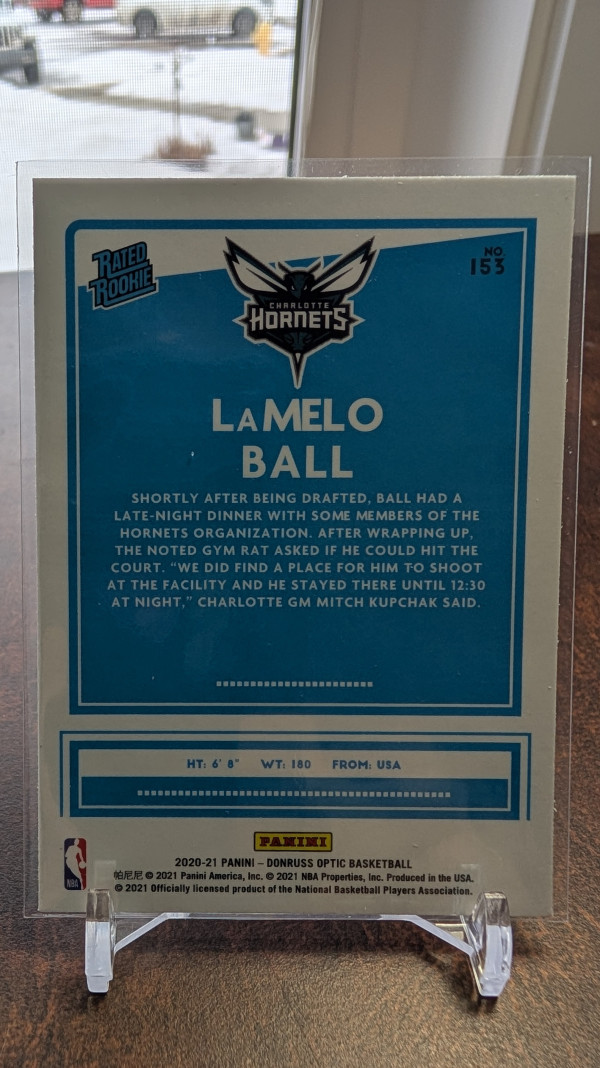 RATED
ROOKIE
NO.
153
CHARLOTTE
HORNETS
LAMELO
BALL
SHORTLY AFTER BEING DRAFTED, BALL HAD A
LATE-NIGHT DINNER WITH SOME MEMBERS OF THE
HORNETS ORGANIZATION. AFTER WRAPPING UP,
THE NOTED GYM RAT ASKED IF HE COULD HIT THE
COURT. “WE DID FIND A PLACE FOR HIM TO SHOOT
AT THE FACILITY AND HE STAYED THERE UNTIL 12:30
AT NIGHT,” CHARLOTTE GM MITCH KUPCHAK SAID.
HT: 6' 8" WT: 180 FROM: USA
PANINI
2020-21 PANINI – DONRUSS OPTIC BASKETBALL
帕尼尼 © 2021 Panini America, Inc. © 2021 NBA Properties, Inc. Produced in the USA.
© 2021 Officially licensed product of the National Basketball Players Association.
NBA